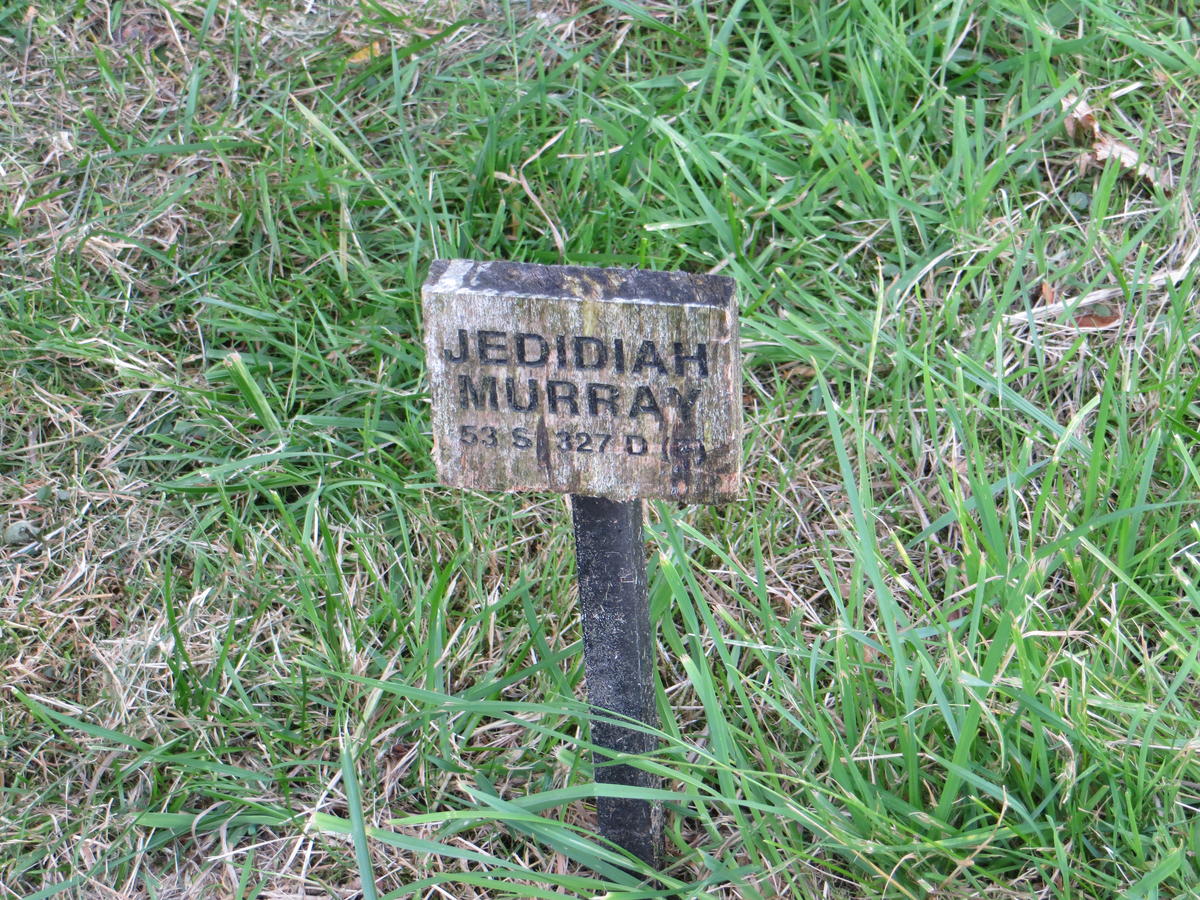 JEDIDIAH
MURRAY
53 S 327 D